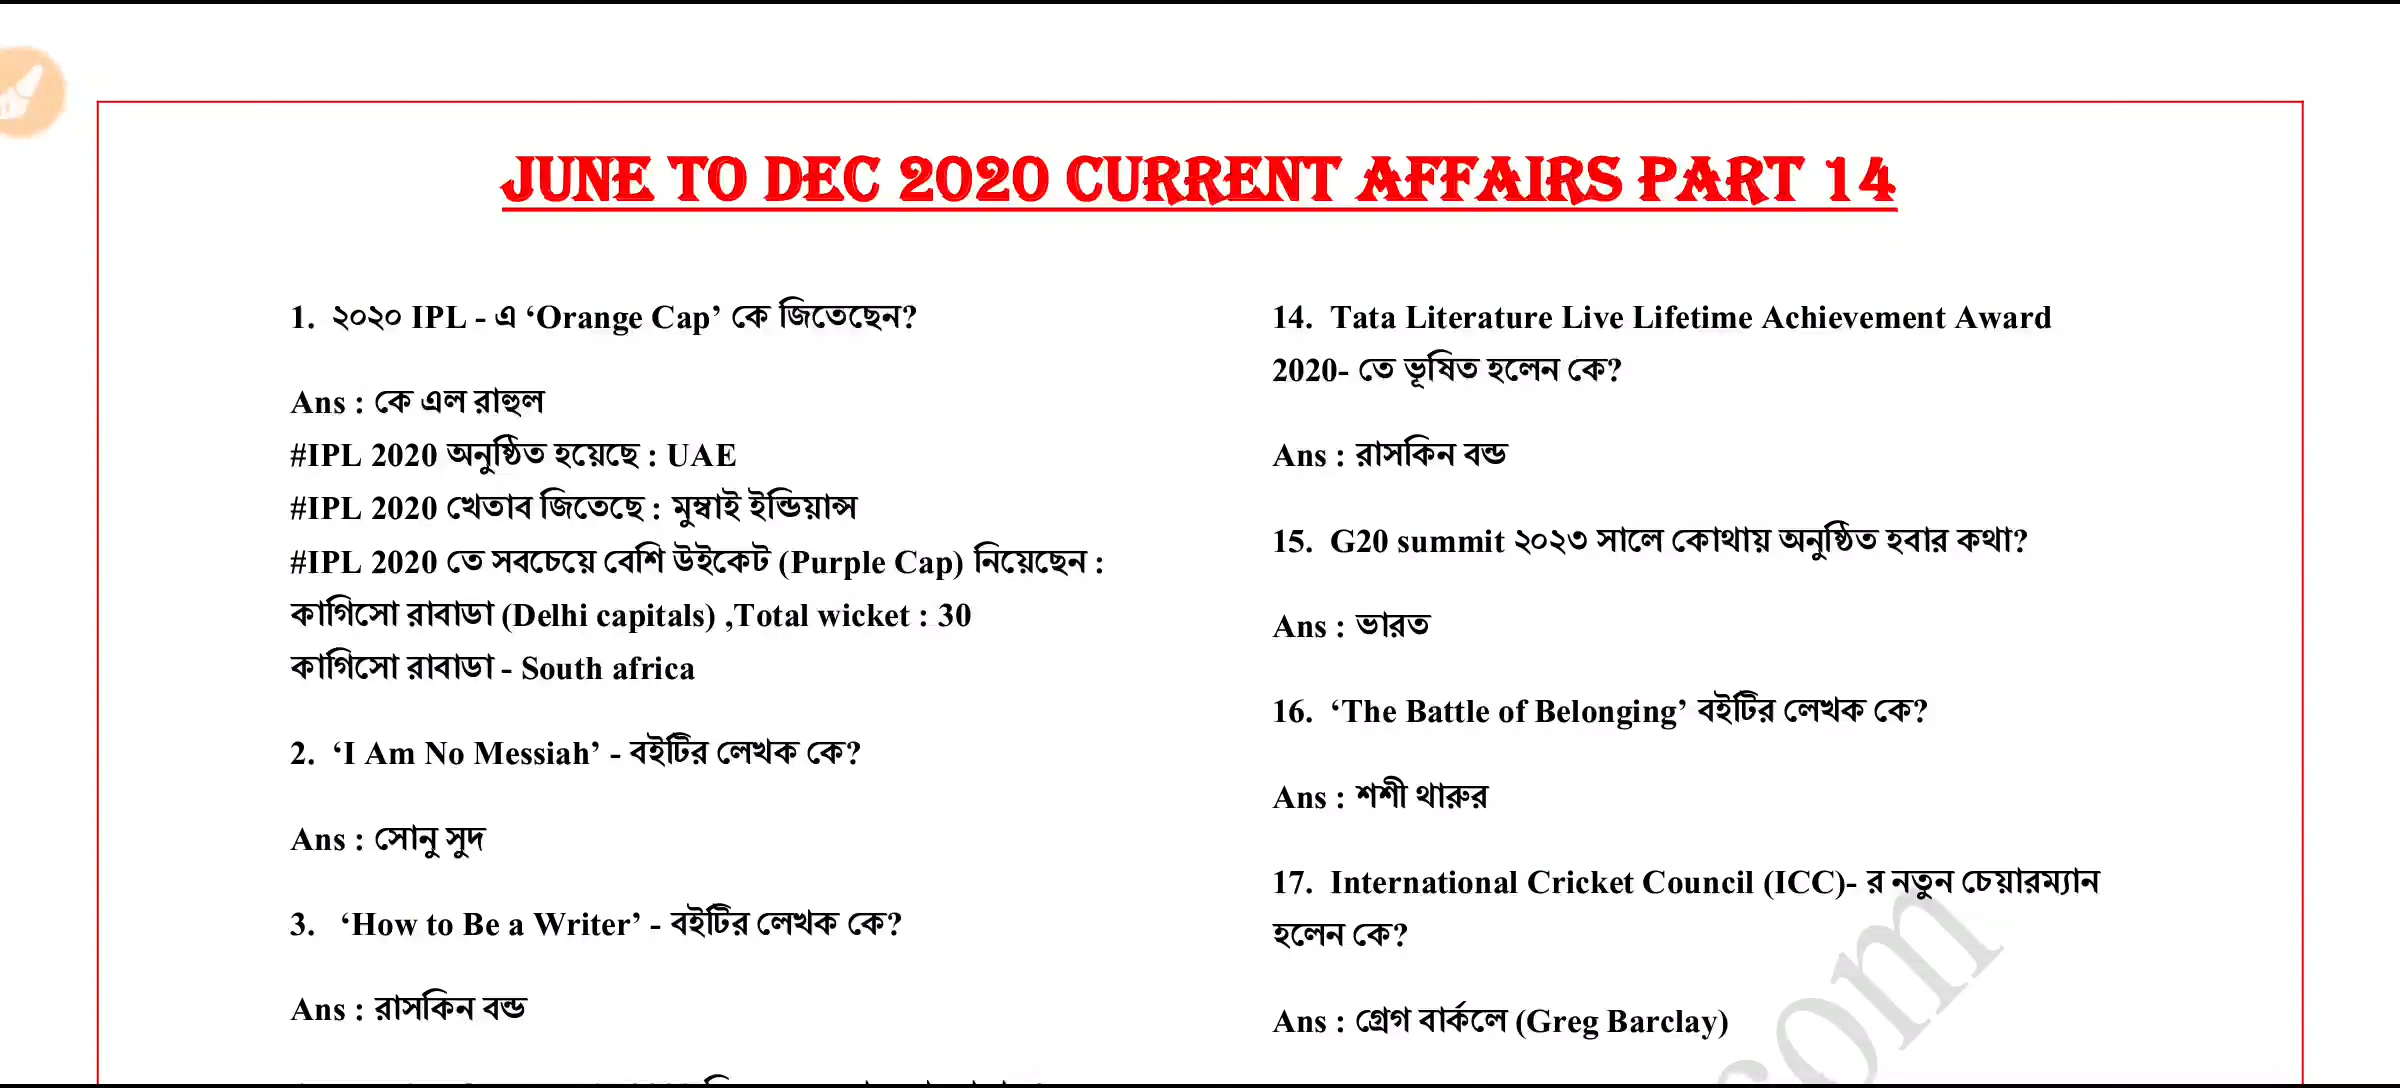 JUNE TO DEC 2020 CURRENT AFFAIRS PART 14
1. ২০২০ IPL - এ ‘Orange Cap’ কে জিতেছেন?
Ans : কে এল রাহুল
#IPL 2020 অনুষ্ঠিত হয়েছে : UAE
#IPL 2020 খেতাব জিতেছে : মুম্বাই ইন্ডিয়ান্স
#IPL 2020 তে সবচেয়ে বেশি উইকেট (Purple Cap) নিয়েছেন :
কাগিসো রাবাডা (Delhi capitals) ,Total wicket : 30
কাগিসো রাবাডা - South africa
2. ‘I Am No Messiah’ - বইটির লেখক কে?
Ans : সোনু সুদ
3. ‘How to Be a Writer’ - বইটির লেখক কে?
Ans : রাসকিন বন্ড
14. Tata Literature Live Lifetime Achievement Award
2020- তে ভূষিত হলেন কে?
Ans : রাসকিন বন্ড
15. G20 summit ২০২৩ সালে কোথায় অনুষ্ঠিত হবার কথা?
Ans : ভারত
16. ‘The Battle of Belonging’ বইটির লেখক কে?
Ans : শশী থারুর
17. International Cricket Council (ICC)- র নতুন চেয়ারম্যান
হলেন কে?
Ans : গ্রেগ বার্কলে (Greg Barclay)
com